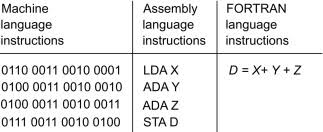 Machine language instructions
Assembly language instructions
FORTRAN language instructions
0110 0011 0010 0001 LDA X D = X+ Y + Z
0100 0011 0010 0010 ADA Y
0100 0011 0010 0011 ADA Z
0111 0011 0010 0100 STA D